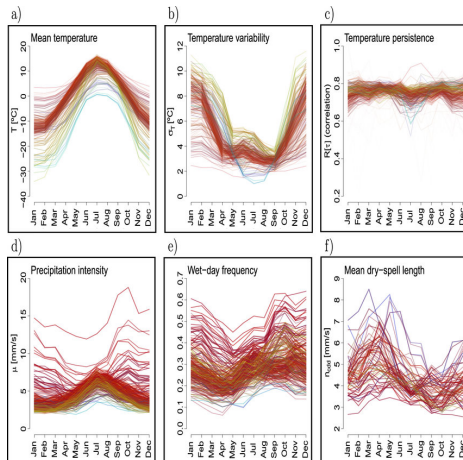 a)
Mean temperature
T [°C]
−40 −30 −20 −10 0 10 20
Jan Feb Mar Apr May Jun Jul Aug Sep Oct Nov Dec
b)
Temperature variability
σT [°C]
0 2 4 6 8 10 12
Jan Feb Mar Apr May Jun Jul Aug Sep Oct Nov Dec
c)
Temperature persistence
R[τ] (correlation)
0.2 0.4 0.6 0.8 1.0
Jan Feb Mar Apr May Jun Jul Aug Sep Oct Nov Dec
d)
Precipitation intensity
μ [mm/s]
0 5 10 15 20
Jan Feb Mar Apr May Jun Jul Aug Sep Oct Nov Dec
e)
Wet−day frequency
0.0 0.1 0.2 0.3 0.4 0.5 0.6 0.7
Jan Feb Mar Apr May Jun Jul Aug Sep Oct Nov Dec
f)
Mean dry−spell length
[mm/s]
2 3 4 5 6 7 8 9
Jan Feb Mar Apr May Jun Jul Aug Sep Oct Nov Dec